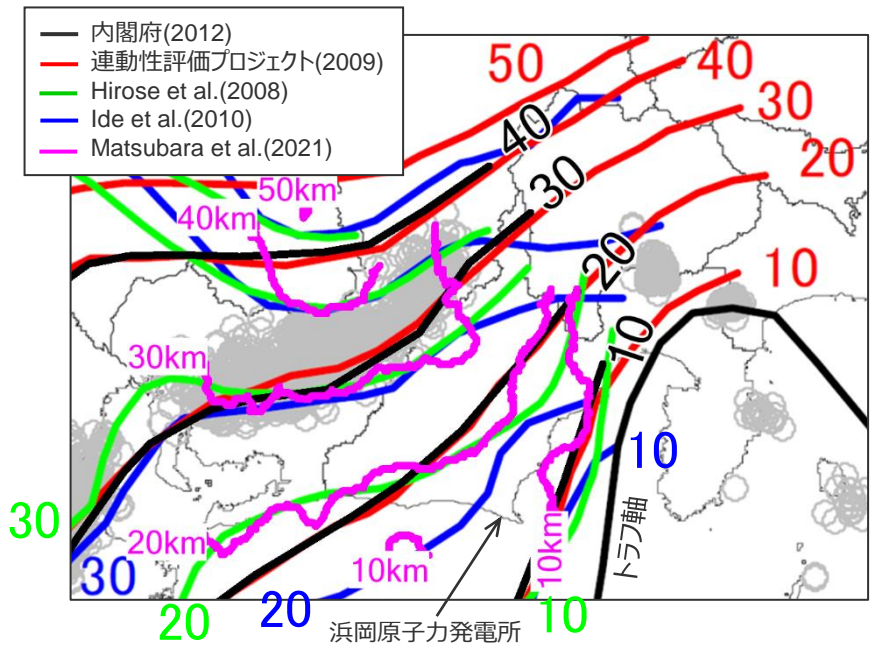 内閣府(2012)
連動性評価プロジェクト(2009)
Hirose et al.(2008)
Ide et al.(2010)
Matsubara et al.(2021)
50
40
30
20
10
40
30
20
10
50km
40km
30km
20km
10km
10km
30
30
20
20
10
10
トラフ軸
浜岡原子力発電所